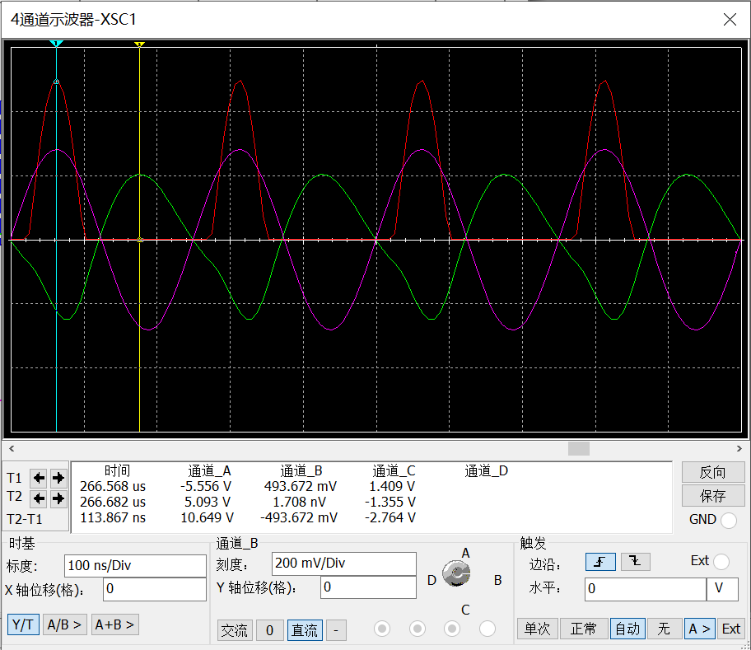 4通道示波器-XSC1
T1
T2
T2-T1
时间 通道_A 通道_B 通道_C 通道_D
266.568 us -5.556 V 493.672 mV 1.409 V
266.682 us 5.093 V 1.708 nV -1.355 V
113.867 ns 10.649 V -493.672 mV -2.764 V
反向
保存
GND
时基
标度: 100 ns/Div
X 轴位移(格): 0
Y/T A/B > A+B >
通道_B
刻度: 200 mV/Div
Y 轴位移(格): 0
交流 0 直流 -
A
D B
C
触发
边沿: Ext
水平: 0 V
单次 正常 自动 无 A > Ext